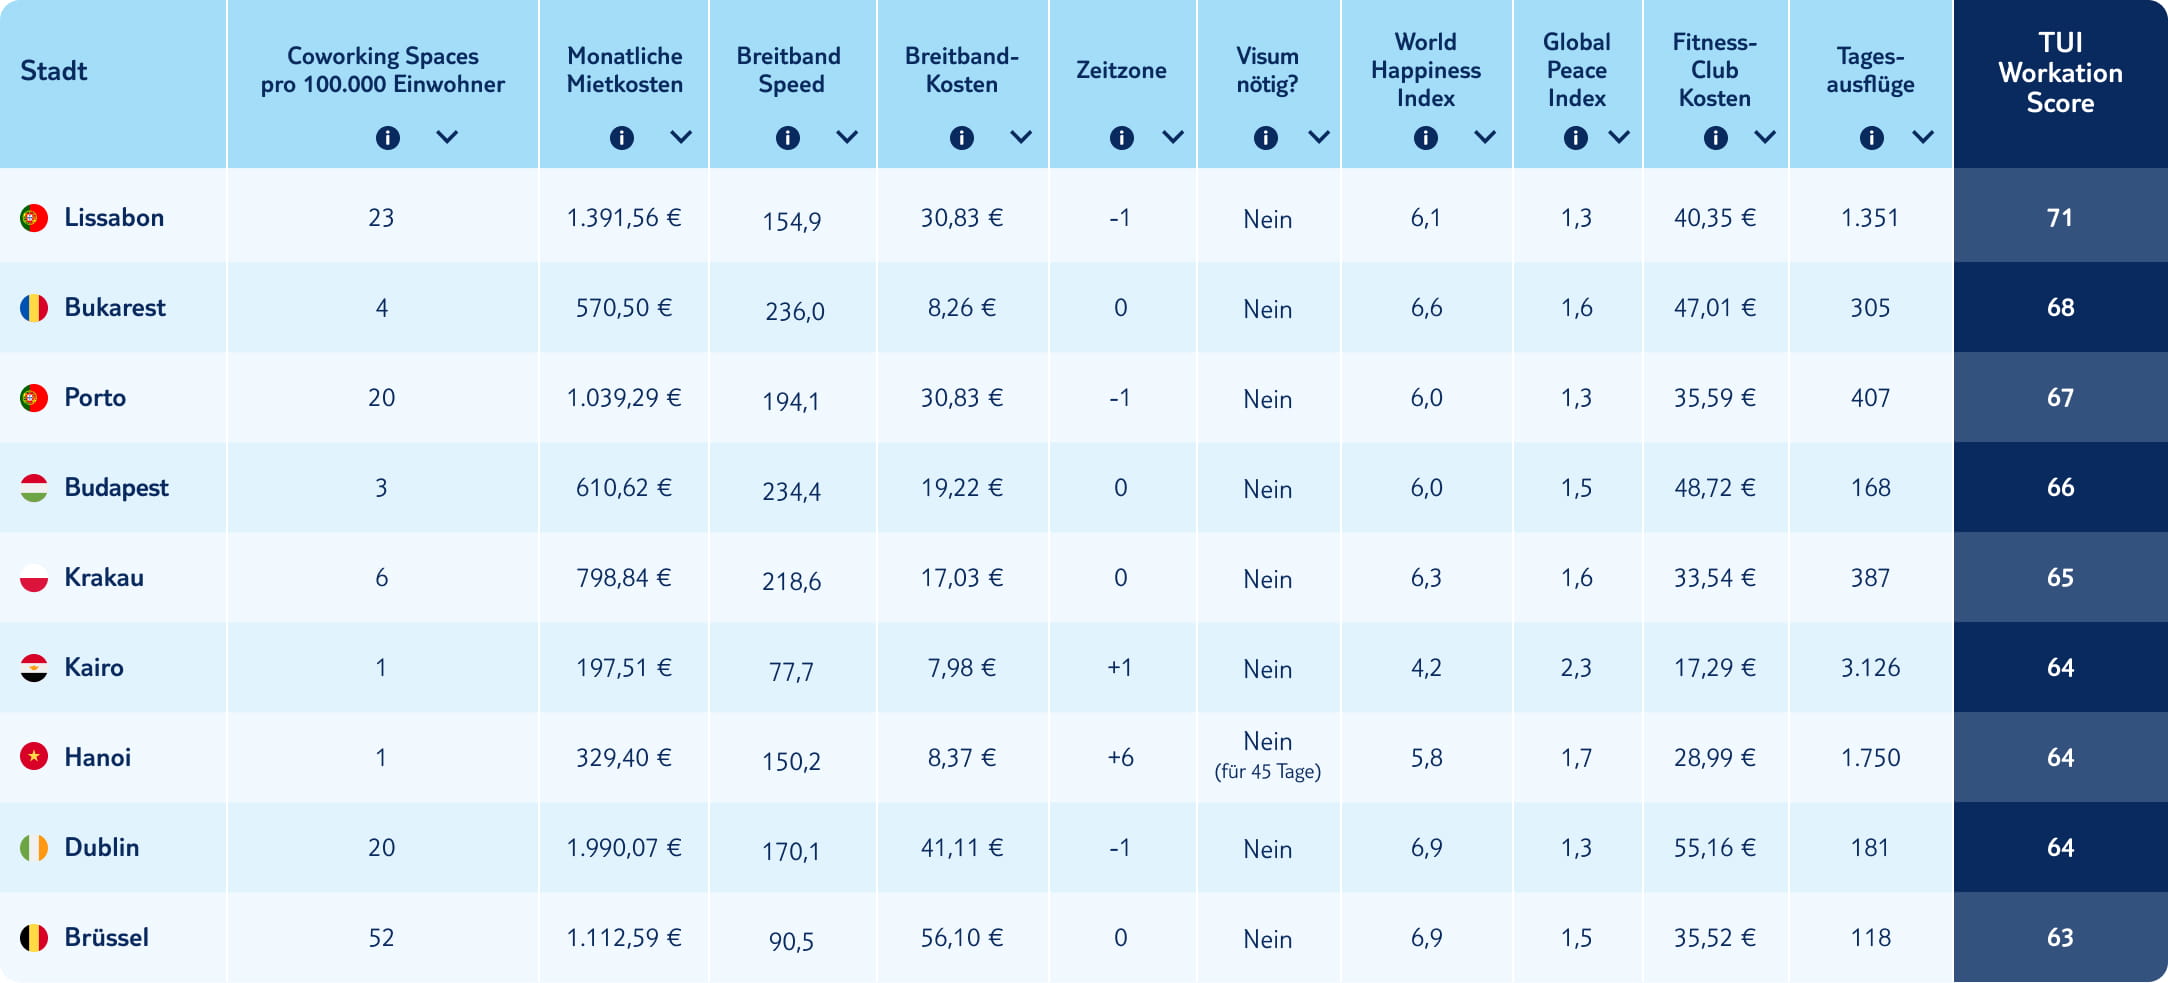 Stadt
Coworking Spaces
pro 100.000 Einwohner
Monatliche
Mietkosten
Breitband
Speed
Breitband-
Kosten
Zeitzone
Visum
nötig?
World
Happiness
Index
Global
Peace
Index
Fitness-
Club
Kosten
Tages-
ausflüge
TUI
Workation
Score
Lissabon 23 1.391,56 € 154,9 30,83 € -1 Nein 6,1 1,3 40,35 € 1.351 71
Bukarest 4 570,50 € 236,0 8,26 € 0 Nein 6,6 1,6 47,01 € 305 68
Porto 20 1.039,29 € 194,1 30,83 € -1 Nein 6,0 1,3 35,59 € 407 67
Budapest 3 610,62 € 234,4 19,22 € 0 Nein 6,0 1,5 48,72 € 168 66
Krakau 6 798,84 € 218,6 17,03 € 0 Nein 6,3 1,6 33,54 € 387 65
Kairo 1 197,51 € 77,7 7,98 € +1 Nein 4,2 2,3 17,29 € 3.126 64
Hanoi 1 329,40 € 150,2 8,37 € +6 Nein 5,8 1,7 28,99 € 1.750 64
(für 45 Tage)
Dublin 20 1.990,07 € 170,1 41,11 € -1 Nein 6,9 1,3 55,16 € 181 64
Brüssel 52 1.112,59 € 90,5 56,10 € 0 Nein 6,9 1,5 35,52 € 118 63